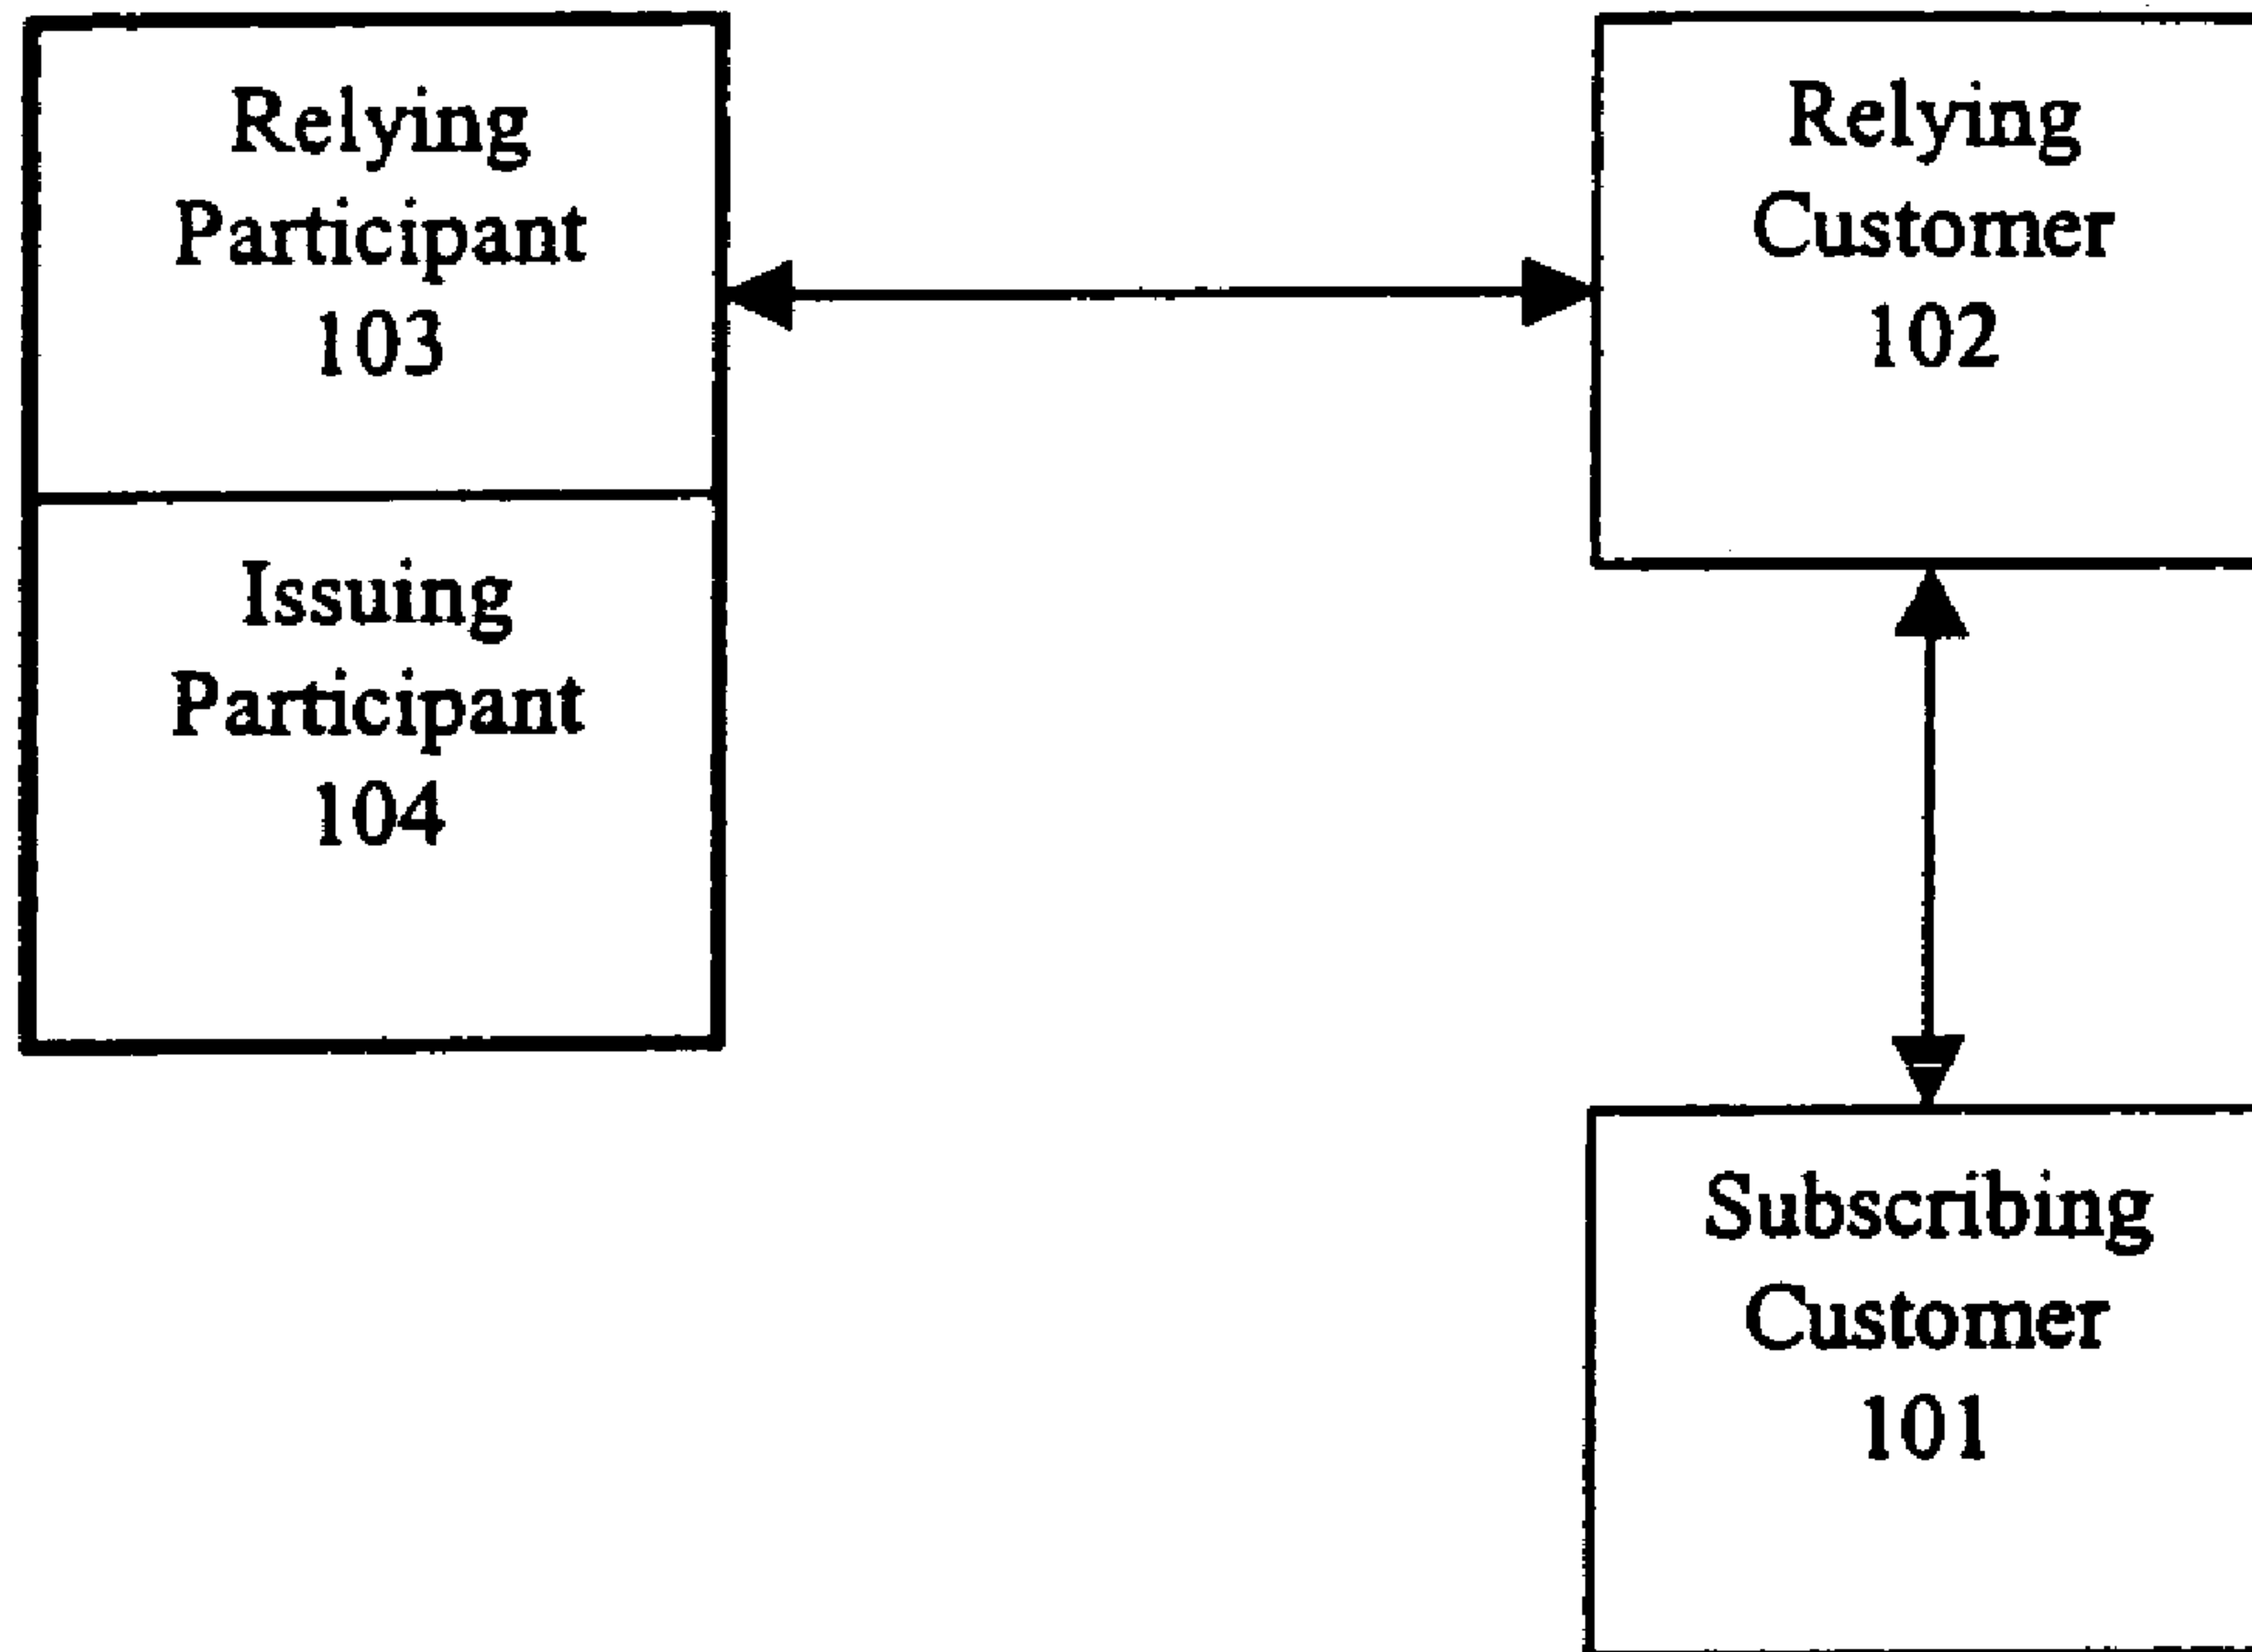 Relying
Participant
103
Issuing
Participant
104
Relying
Customer
102
Subscribing
Customer
101